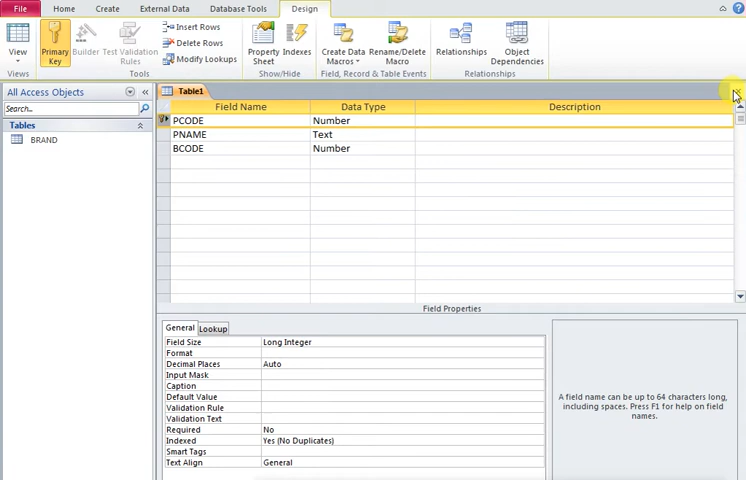 File Home Create External Data Database Tools Design
View Primary Key Builder Test Validation Rules Insert Rows Delete Rows Modify Lookups Property Sheet Indexes Create Data Macros Rename/Delete Macro Relationships Object Dependencies
Views Tools Show/Hide Field, Record & Table Events Relationships
All Access Objects
Search...
Tables
BRAND
Table1
Field Name Data Type Description
PCODE Number
PNAME Text
BCODE Number
Field Properties
General Lookup
Field Size Long Integer
Format
Decimal Places Auto
Input Mask
Caption
Default Value
Validation Rule
Validation Text
Required No
Indexed Yes (No Duplicates)
Smart Tags
Text Align General
A field name can be up to 64 characters long,
including spaces. Press F1 for help on field
names.